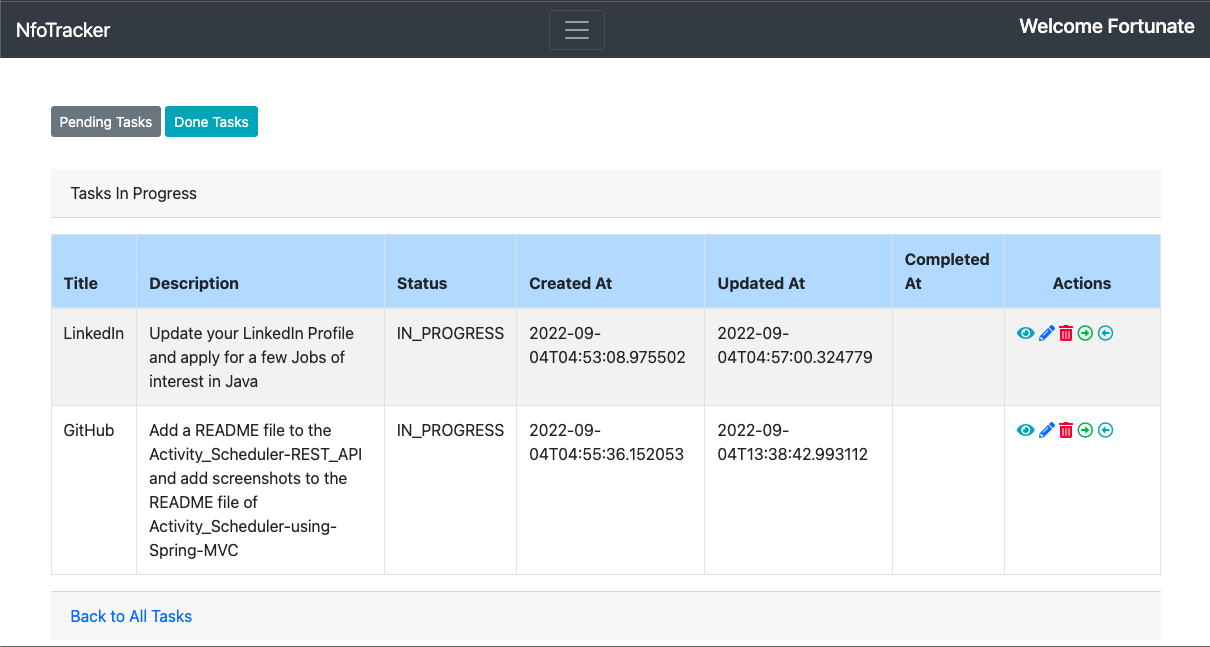 NfoTracker
Welcome Fortunate
Pending Tasks
Done Tasks
Tasks In Progress
Title
Description
Status
Created At
Updated At
Completed
At
Actions
LinkedIn
Update your LinkedIn Profile
and apply for a few Jobs of
interest in Java
IN_PROGRESS
2022-09-
04T04:53:08.975502
2022-09-
04T04:57:00.324779
GitHub
Add a README file to the
Activity_Scheduler-REST_API
and add screenshots to the
README file of
Activity_Scheduler-using-
Spring-MVC
IN_PROGRESS
2022-09-
04T04:55:36.152053
2022-09-
04T13:38:42.993112
Back to All Tasks